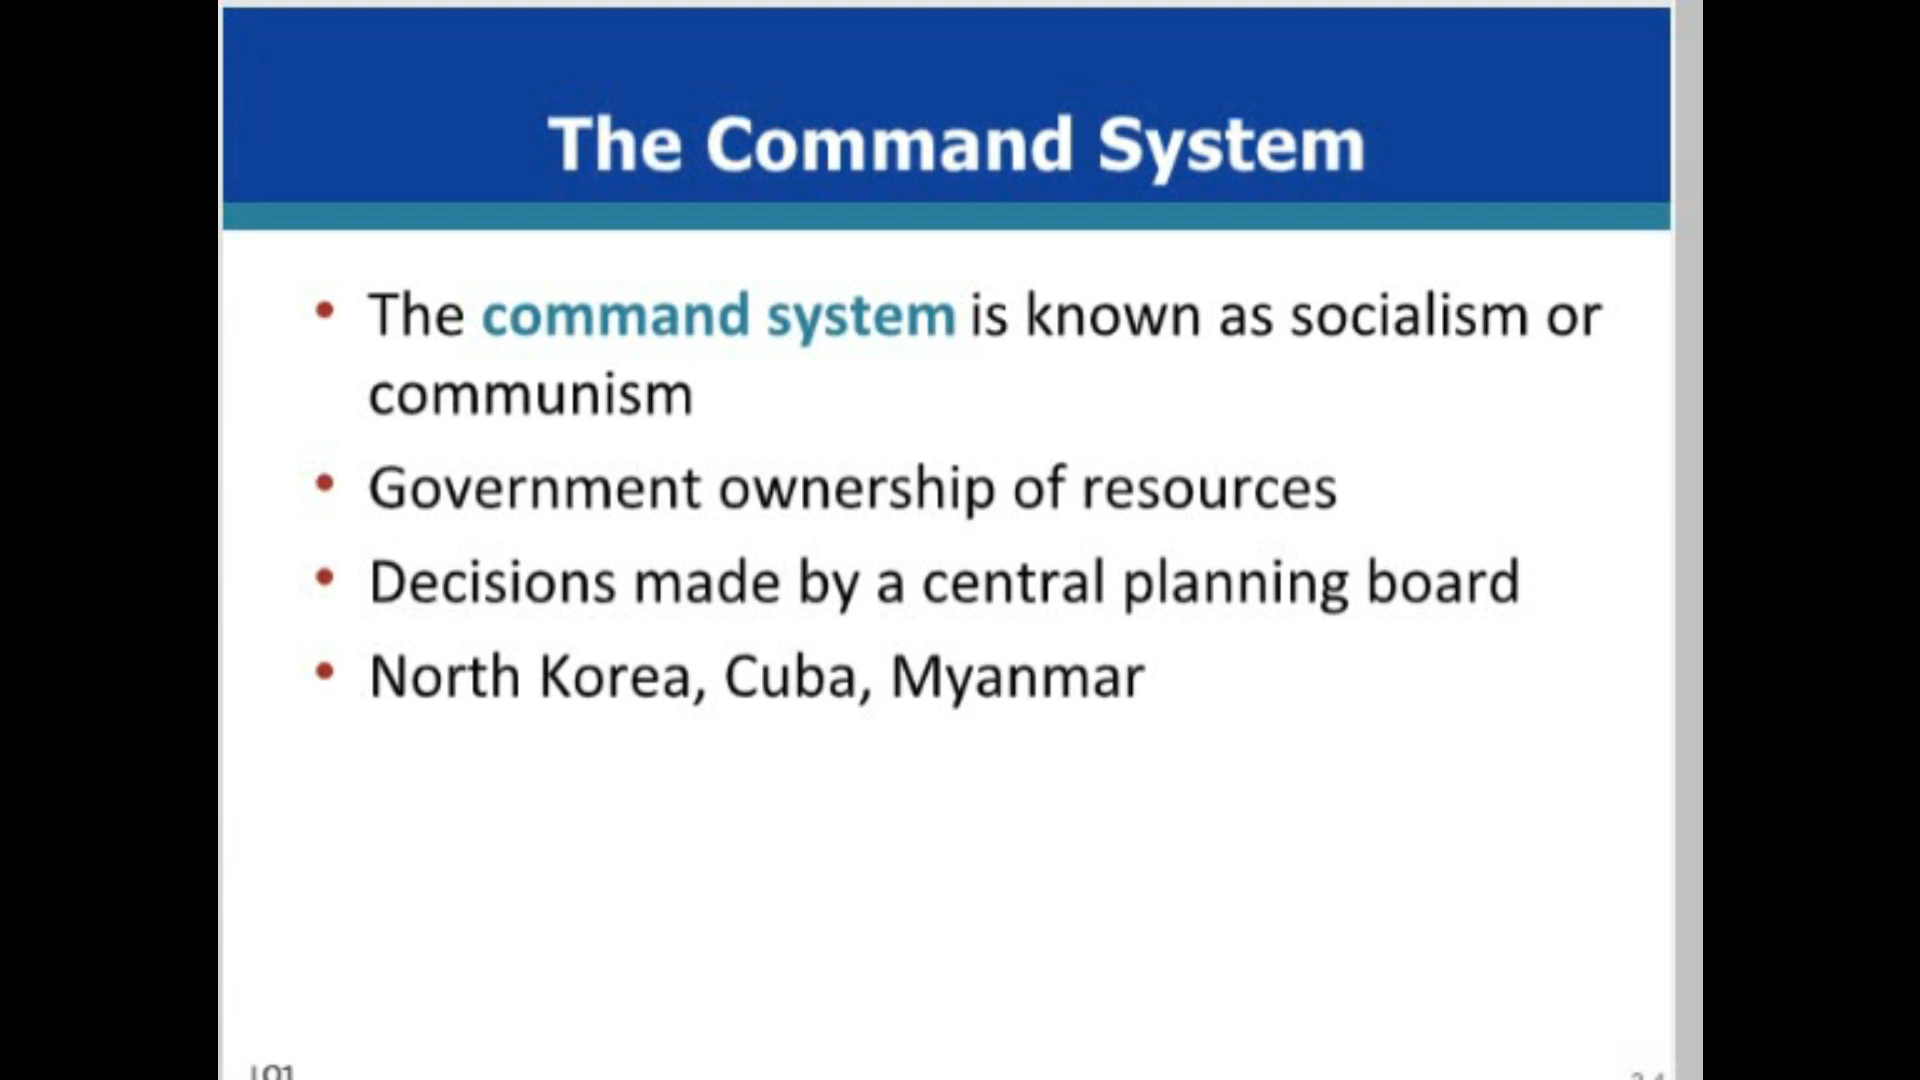 The Command System
• The command system is known as socialism or
communism
• Government ownership of resources
• Decisions made by a central planning board
• North Korea, Cuba, Myanmar
LO1